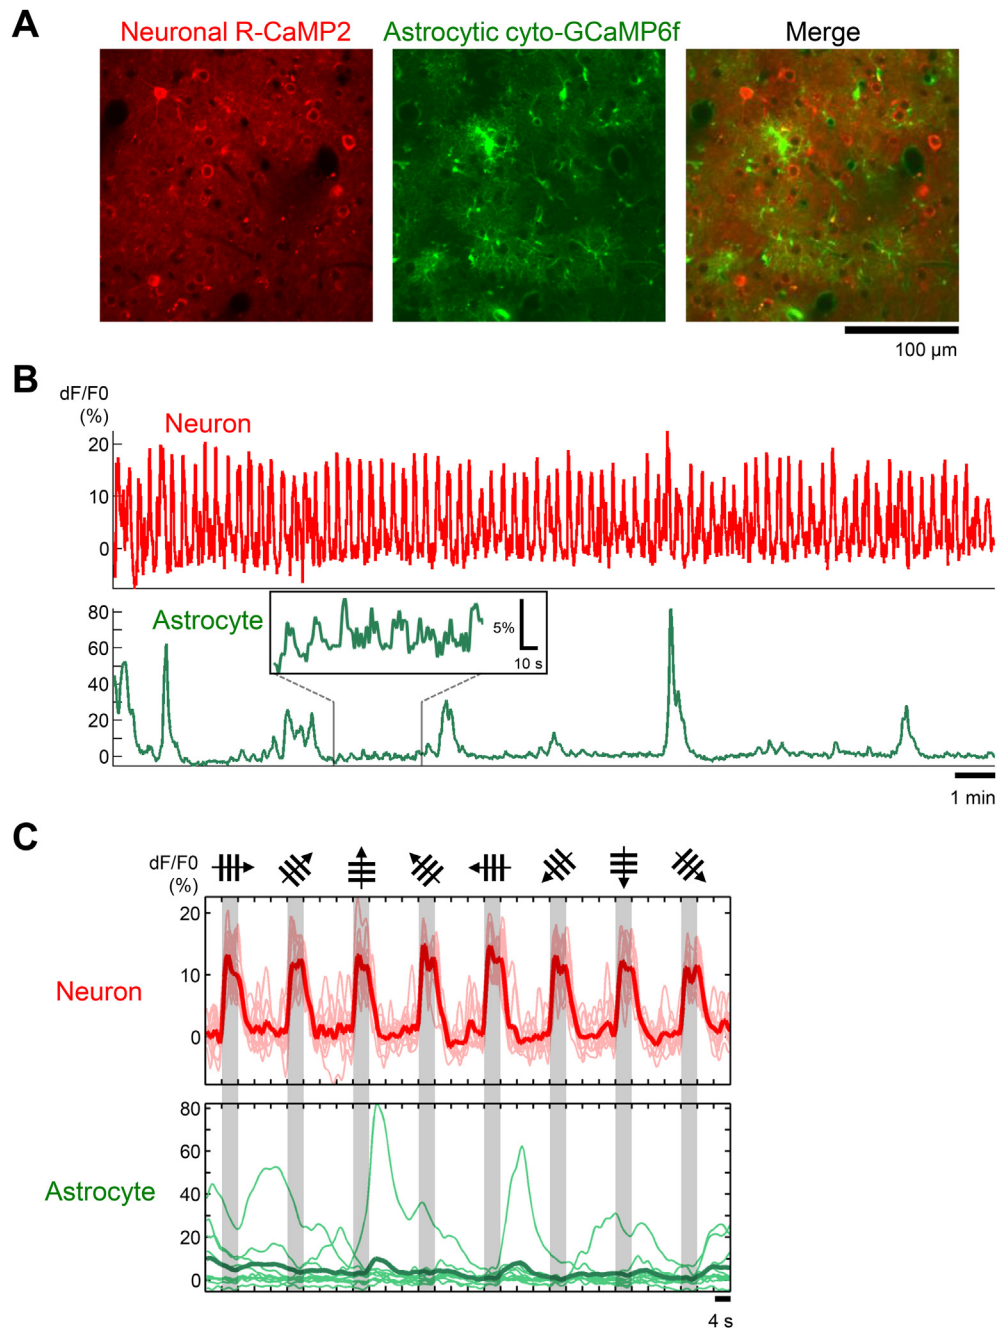 A
Neuronal R-CaMP2 Astrocytic cyto-GCaMP6f Merge
100 µm
B
dF/F0
(%)
Neuron
20
10
0
Astrocyte
80
60
40
20
0
5%
10 s
1 min
C
dF/F0
(%)
20
10
0
Neuron
80
60
40
20
0
Astrocyte
4 s